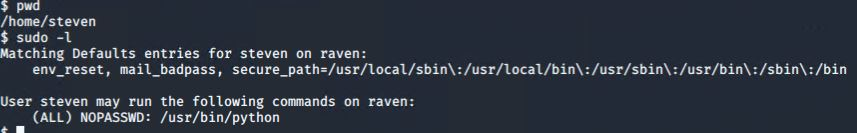 $ pwd
/home/steven
$ sudo -l
Matching Defaults entries for steven on raven:
    env_reset, mail_badpass, secure_path=/usr/local/sbin\:/usr/local/bin\:/usr/sbin\:/usr/bin\:/sbin\:/bin

User steven may run the following commands on raven:
    (ALL) NOPASSWD: /usr/bin/python
$